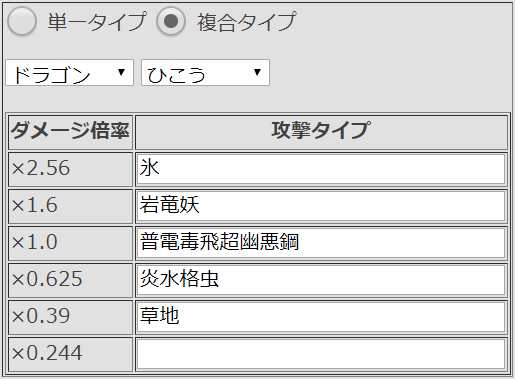 単一タイプ 複合タイプ
ドラゴン ひこう
ダメージ倍率 攻撃タイプ
×2.56 氷
×1.6 岩竜妖
×1.0 普電毒飛超幽悪鋼
×0.625 炎水格虫
×0.39 草地
×0.244